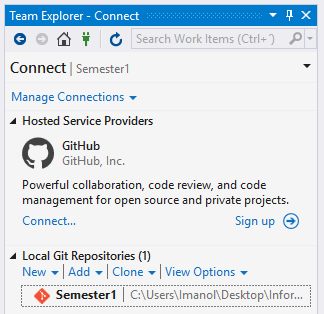 Team Explorer - Connect
Search Work Items (Ctrl+´)
Connect | Semester1
Manage Connections
Hosted Service Providers
GitHub
GitHub, Inc.
Powerful collaboration, code review, and code
management for open source and private projects.
Connect... Sign up
Local Git Repositories (1)
New | Add | Clone | View Options
Semester1 | C:\Users\Imanol\Desktop\Infor...